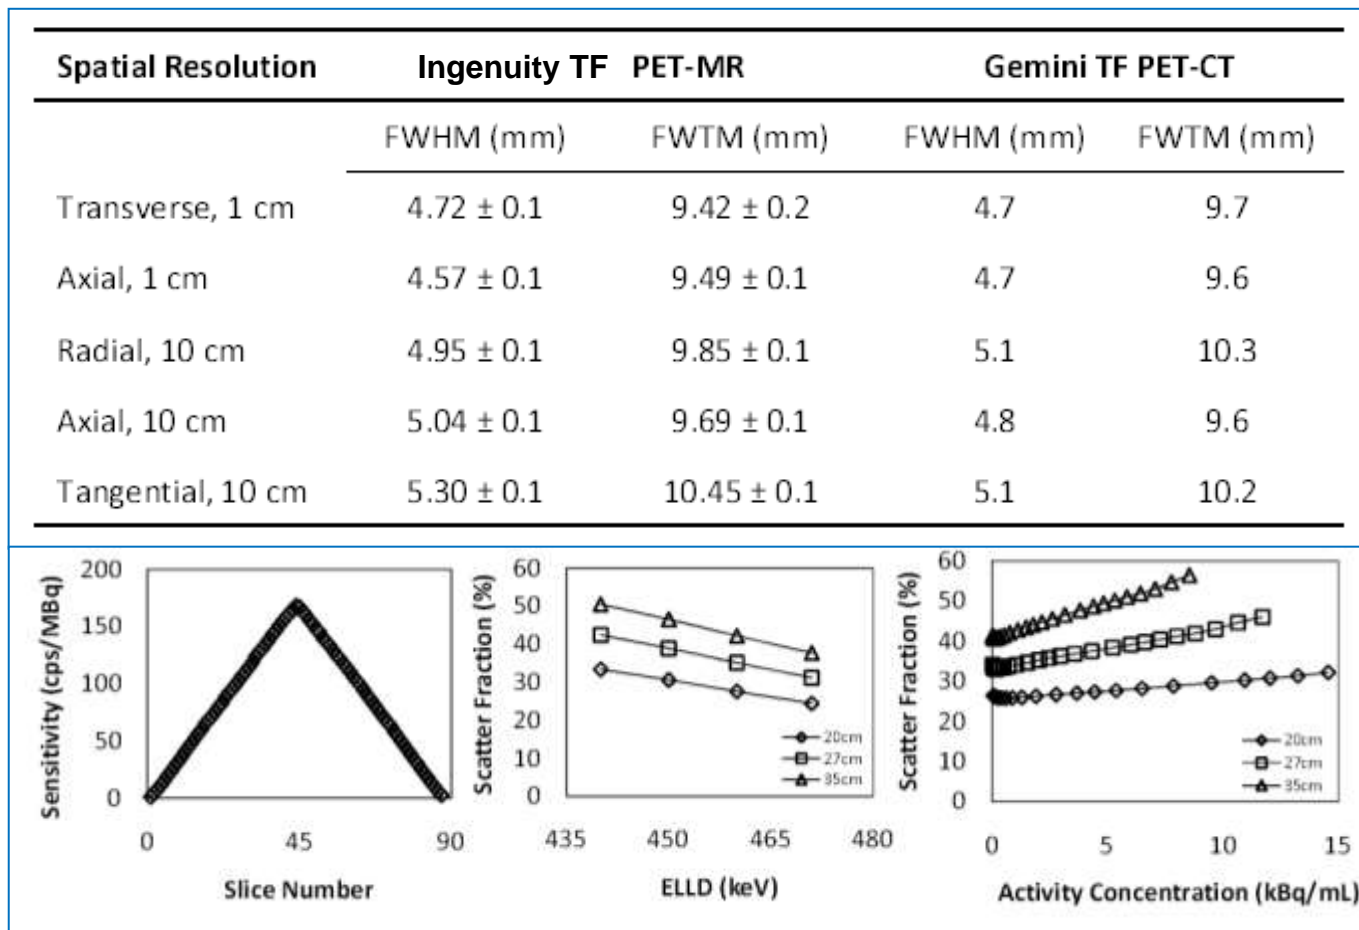 Spatial Resolution Ingenuity TF PET-MR Gemini TF PET-CT
FWHM (mm) FWTM (mm) FWHM (mm) FWTM (mm)
Transverse, 1 cm 4.72 ± 0.1 9.42 ± 0.2 4.7 9.7
Axial, 1 cm 4.57 ± 0.1 9.49 ± 0.1 4.7 9.6
Radial, 10 cm 4.95 ± 0.1 9.85 ± 0.1 5.1 10.3
Axial, 10 cm 5.04 ± 0.1 9.69 ± 0.1 4.8 9.6
Tangential, 10 cm 5.30 ± 0.1 10.45 ± 0.1 5.1 10.2
Sensitivity (cps/MBq)
200
150
100
50
0
0 45 90
Slice Number
Scatter Fraction (%)
60
50
40
30
20
10
0
20cm
27cm
35cm
435 450 465 480
ELLD (keV)
Scatter Fraction (%)
60
50
40
30
20
10
0
20cm
27cm
35cm
0 5 10 15
Activity Concentration (kBq/mL)